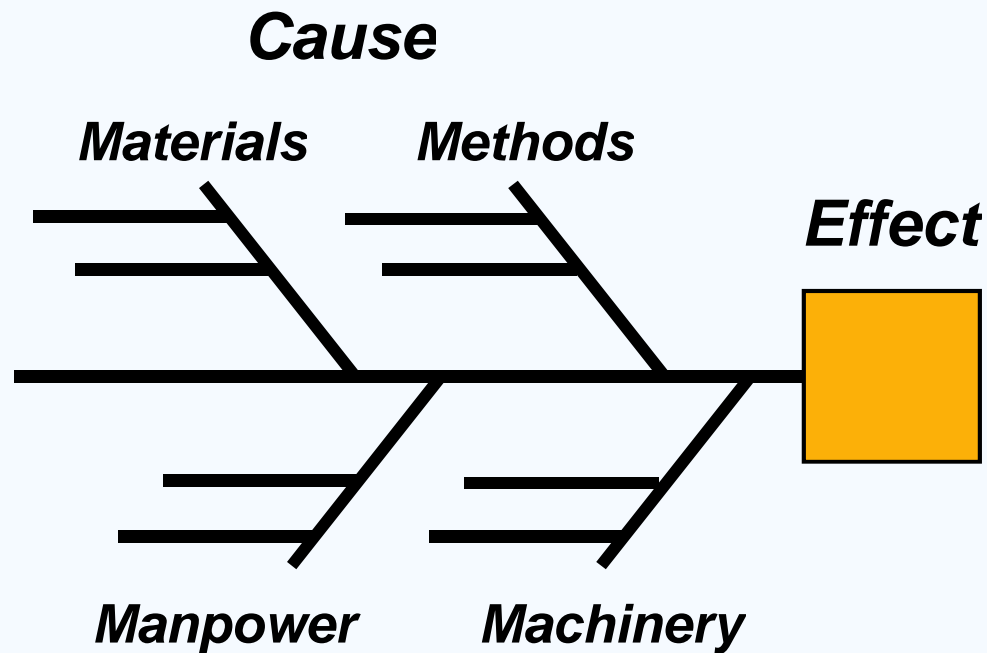 Cause
Materials
Methods
Effect
Manpower
Machinery